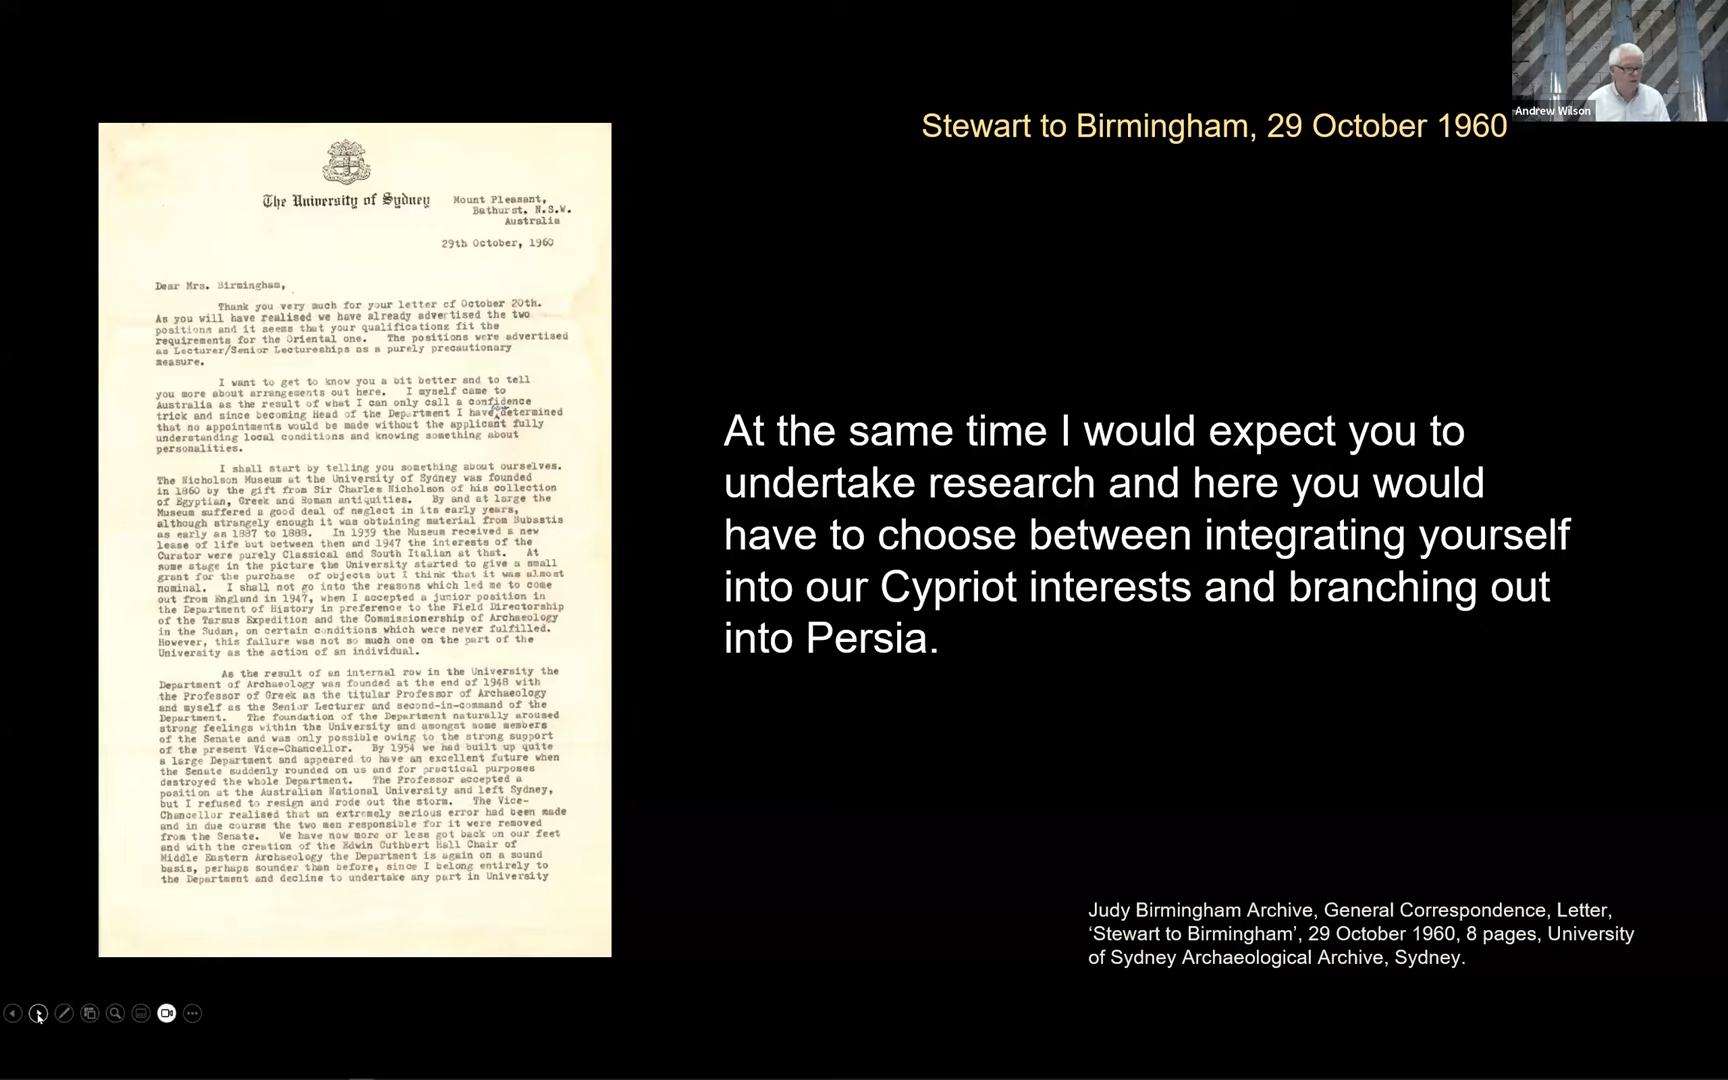 Andrew Wilson
Stewart to Birmingham, 29 October 1960
The University of Sydney
Mount Pleasant,
Bathurst. N.S.W.
Australia
29th October, 1960
Dear Mrs. Birmingham,
Thank you very much for your letter of October 20th.
As you will have realised we have already advertised the two
positions and it seems that your qualifications fit the
requirements for the Oriental one. The positions were advertised
as Lecturer/Senior Lectureships as a purely precautionary
measure.
I want to get to know you a bit better and to tell
you more about arrangements out here. I myself came to
Australia as the result of what I can only call a confidence
trick and since becoming Head of the Department I have determined
that no appointments would be made without the applicant fully
understanding local conditions and knowing something about
personalities.
I shall start by telling you something about ourselves.
The Nicholson Museum at the University of Sydney was founded
in 1860 by the gift from Sir Charles Nicholson of his collection
of Egyptian, Greek and Roman antiquities. By and at large the
Museum suffered a good deal of neglect in its early years,
although strangely enough it was obtaining material from Bubastis
as early as 1887 to 1888. In 1939 the Museum received a new
lease of life but between then and 1947 the interests of the
Curator were purely Classical and South Italian at that. At
some stage in the picture the University started to give a small
grant for the purchase of objects but I think that it was almost
nominal. I shall not go into the reasons which led me to come
out from England in 1947, when I accepted a junior position in
the Department of History in preference to the Field Directorship
of the Tarsus Expedition and the Commissionership of Archaeology
in the Sudan, on certain conditions which were never fulfilled.
However, this failure was not so much one on the part of the
University as the action of an individual.
As the result of an internal row in the University the
Department of Archaeology was founded at the end of 1948 with
the Professor of Greek as the titular Professor of Archaeology
and myself as the Senior Lecturer and second-in-command of the
Department. The foundation of the Department naturally aroused
strong feelings within the University and amongst some members
of the Senate and was only possible owing to the strong support
of the present Vice-Chancellor. By 1954 we had built up quite
a large Department and appeared to have an excellent future when
the Senate suddenly rounded on us and for practical purposes
destroyed the whole Department. The Professor accepted a
position at the Australian National University and left Sydney,
but I refused to resign and rode out the storm. The Vice-
Chancellor realised that an extremely serious error had been made
and in due course the two men responsible for it were removed
from the Senate. We have now more or less got back on our feet
and with the creation of the Edwin Cuthbert Hall Chair of
Middle Eastern Archaeology the Department is again on a sound
basis, perhaps sounder than before, since I belong entirely to
the Department and decline to undertake any part in University
At the same time I would expect you to
undertake research and here you would
have to choose between integrating yourself
into our Cypriot interests and branching out
into Persia.
Judy Birmingham Archive, General Correspondence, Letter,
‘Stewart to Birmingham’, 29 October 1960, 8 pages, University
of Sydney Archaeological Archive, Sydney.